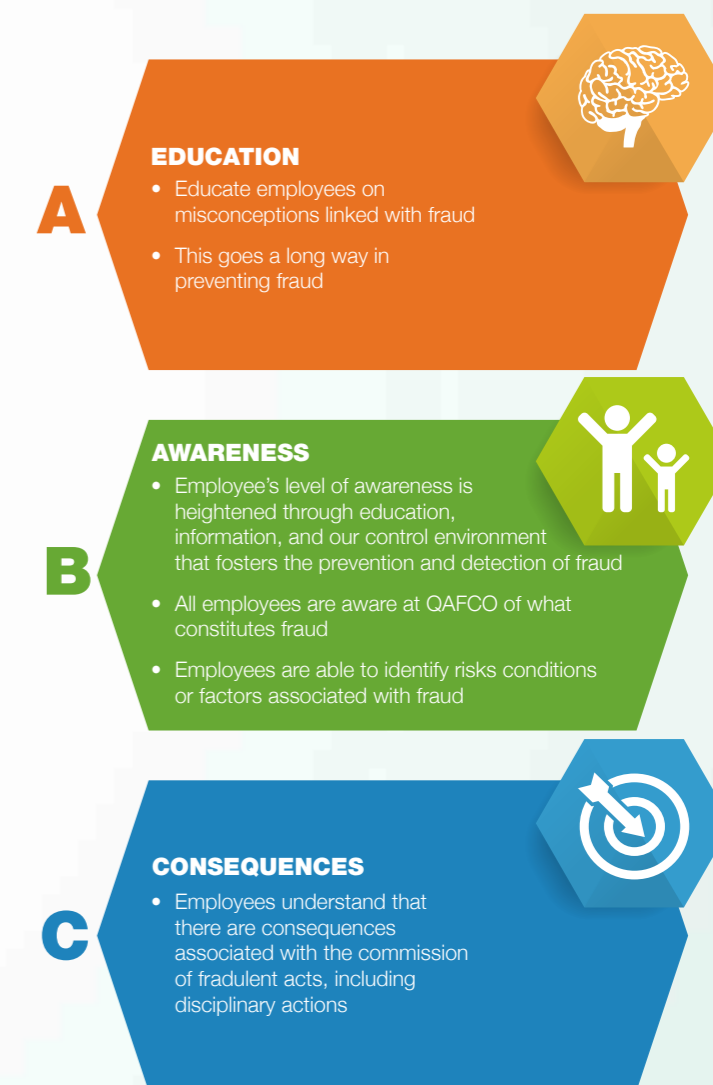 A
EDUCATION
• Educate employees on
misconceptions linked with fraud
• This goes a long way in
preventing fraud
B
AWARENESS
• Employee’s level of awareness is
heightened through education,
information, and our control environment
that fosters the prevention and detection of fraud
• All employees are aware at QAFCO of what
constitutes fraud
• Employees are able to identify risks conditions
or factors associated with fraud
C
CONSEQUENCES
• Employees understand that
there are consequences
associated with the commission
of fradulent acts, including
disciplinary actions